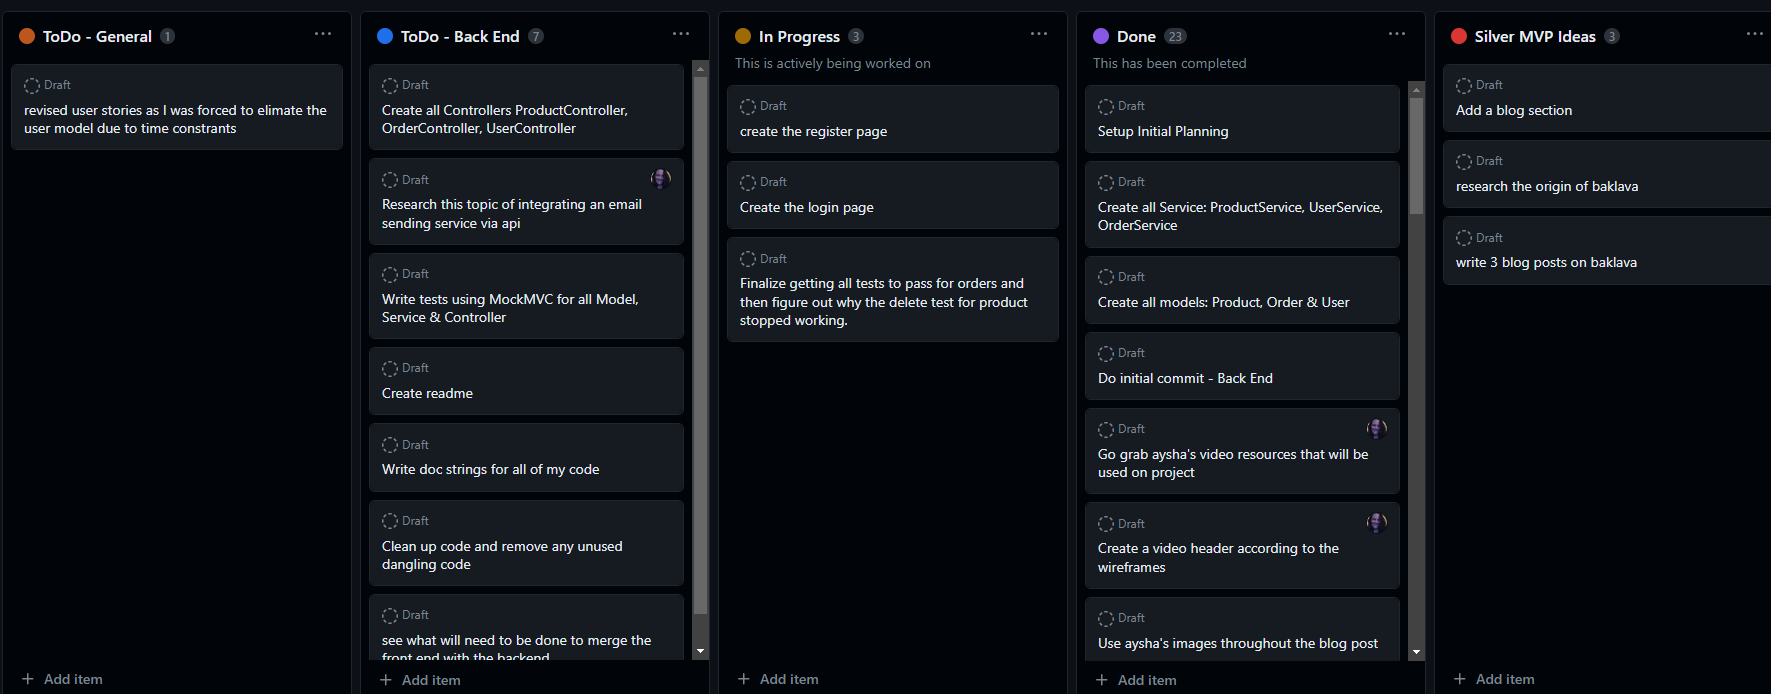 ToDo - General 1
Draft
revised user stories as I was forced to elimate the
user model due to time constrants
Add item
ToDo - Back End 7
Draft
Create all Controllers ProductController,
OrderController, UserController
Draft
Research this topic of integrating an email
sending service via api
Draft
Write tests using MockMVC for all Model,
Service & Controller
Draft
Create readme
Draft
Write doc strings for all of my code
Draft
Clean up code and remove any unused
dangling code
Draft
see what will need to be done to merge the
front end with the backend
Add item
In Progress 3
This is actively being worked on
Draft
create the register page
Draft
Create the login page
Draft
Finalize getting all tests to pass for orders and
then figure out why the delete test for product
stopped working.
Add item
Done 23
This has been completed
Draft
Setup Initial Planning
Draft
Create all Service: ProductService, UserService,
OrderService
Draft
Create all models: Product, Order & User
Draft
Do initial commit - Back End
Draft
Go grab aysha's video resources that will be
used on project
Draft
Create a video header according to the
wireframes
Draft
Use aysha's images throughout the blog post
Add item
Silver MVP Ideas 3
Draft
Add a blog section
Draft
research the origin of baklava
Draft
write 3 blog posts on baklava
Add item